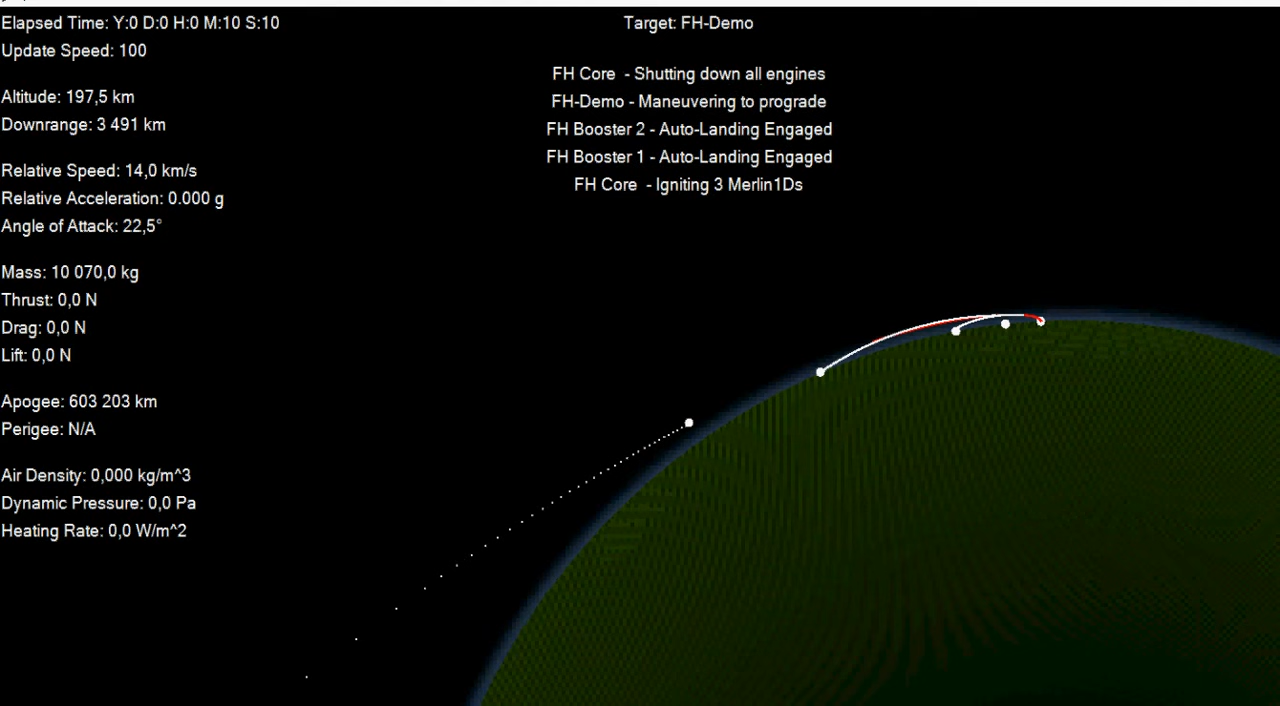 Elapsed Time: Y:0 D:0 H:0 M:10 S:10
Update Speed: 100
Altitude: 197,5 km
Downrange: 3 491 km
Relative Speed: 14,0 km/s
Relative Acceleration: 0.000 g
Angle of Attack: 22,5°
Mass: 10 070,0 kg
Thrust: 0,0 N
Drag: 0,0 N
Lift: 0,0 N
Apogee: 603 203 km
Perigee: N/A
Air Density: 0,000 kg/m^3
Dynamic Pressure: 0,0 Pa
Heating Rate: 0,0 W/m^2
Target: FH-Demo
FH Core  - Shutting down all engines
FH-Demo - Maneuvering to prograde
FH Booster 2 - Auto-Landing Engaged
FH Booster 1 - Auto-Landing Engaged
FH Core  - Igniting 3 Merlin1Ds